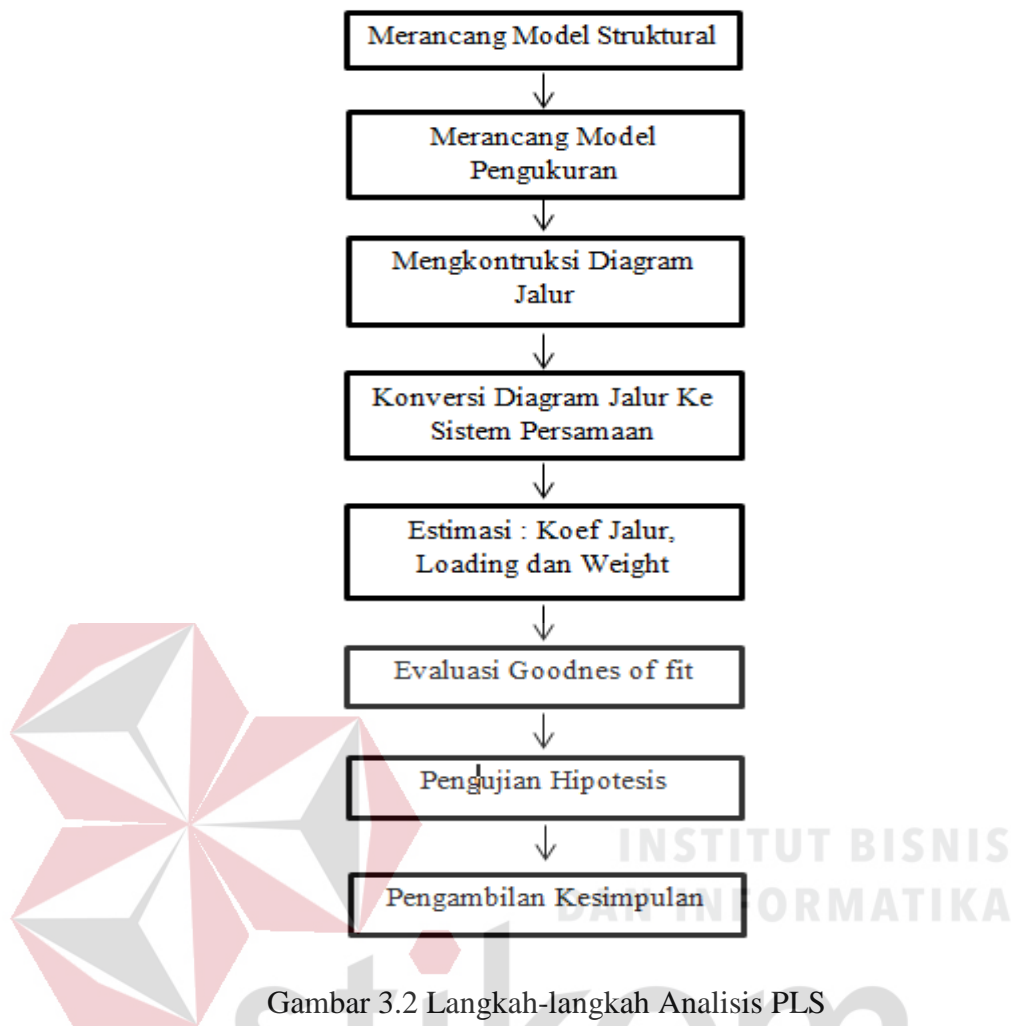 Merancang Model Struktural
Merancang Model
Pengukuran
Mengkontruksi Diagram
Jalur
Konversi Diagram Jalur Ke
Sistem Persamaan
Estimasi : Koef Jalur,
Loading dan Weight
Evaluasi Goodnes of fit
Pengujian Hipotesis
INSTITUT BISNIS
DAN INFORMATIKA
Pengambilan Kesimpulan
stikom
Gambar 3.2 Langkah-langkah Analisis PLS